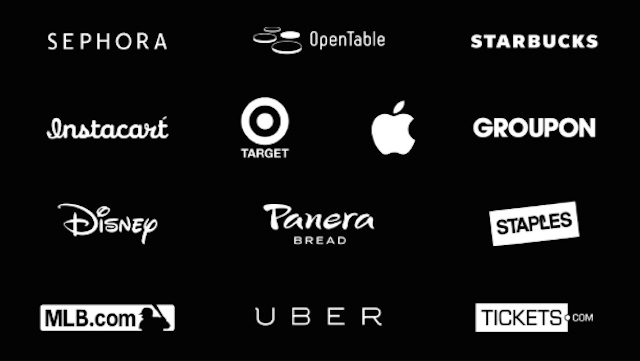 SEPHORA
OpenTable
STARBUCKS
Instacart
TARGET
GROUPON
DISNEY
Panera
BREAD
STAPLES
MLB.com
UBER
TICKETS.COM